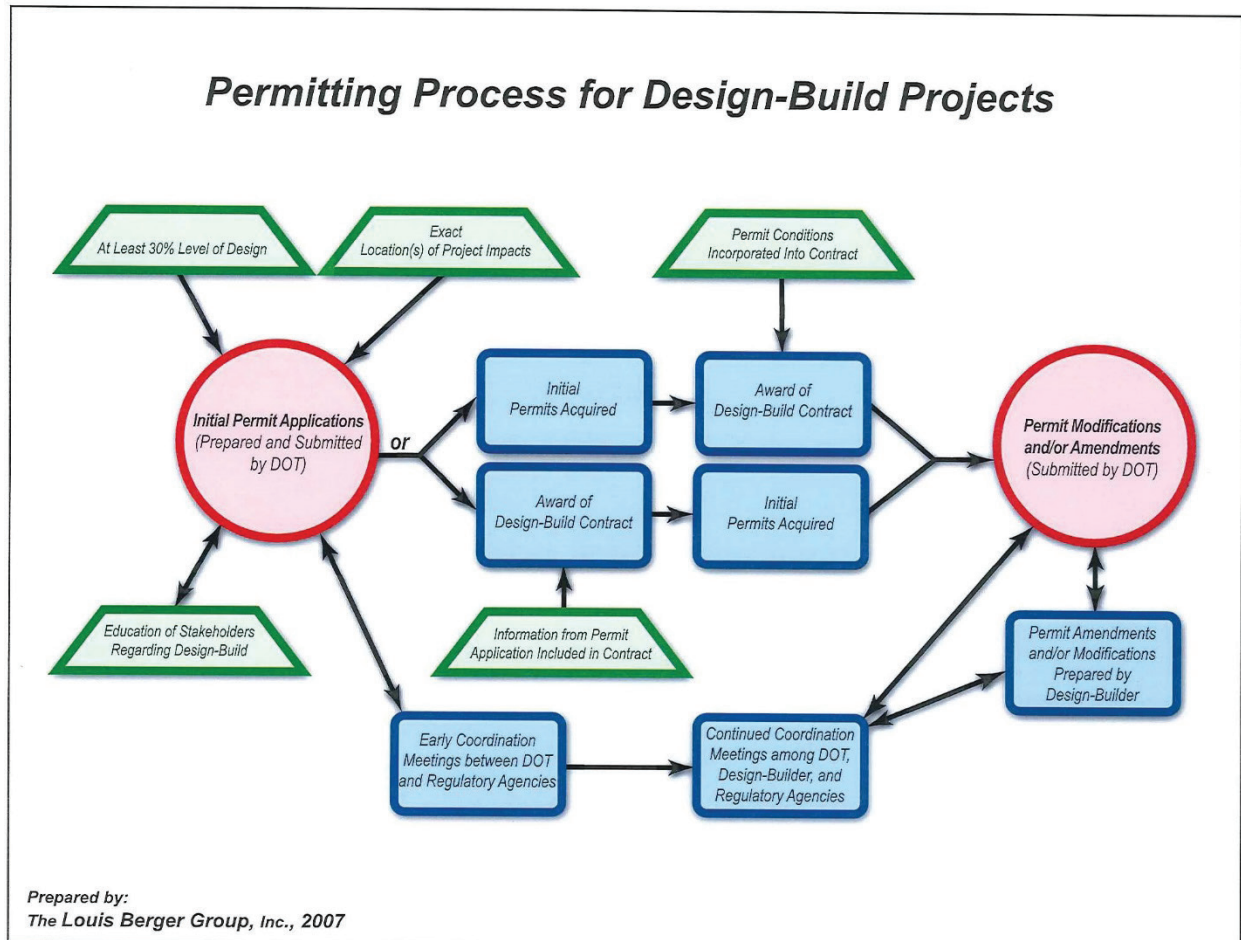 Permitting Process for Design-Build Projects
At Least 30% Level of Design
Exact
Location(s) of Project Impacts
Permit Conditions
Incorporated Into Contract
Initial Permit Applications
(Prepared and Submitted
by DOT)
or
Initial
Permits Acquired
Award of
Design-Build Contract
Award of
Design-Build Contract
Initial
Permits Acquired
Permit Modifications
and/or Amendments
(Submitted by DOT)
Education of Stakeholders
Regarding Design-Build
Information from Permit
Application Included in Contract
Permit Amendments
and/or Modifications
Prepared by
Design-Builder
Early Coordination
Meetings between DOT
and Regulatory Agencies
Continued Coordination
Meetings among DOT,
Design-Builder, and
Regulatory Agencies
Prepared by:
The Louis Berger Group, Inc., 2007